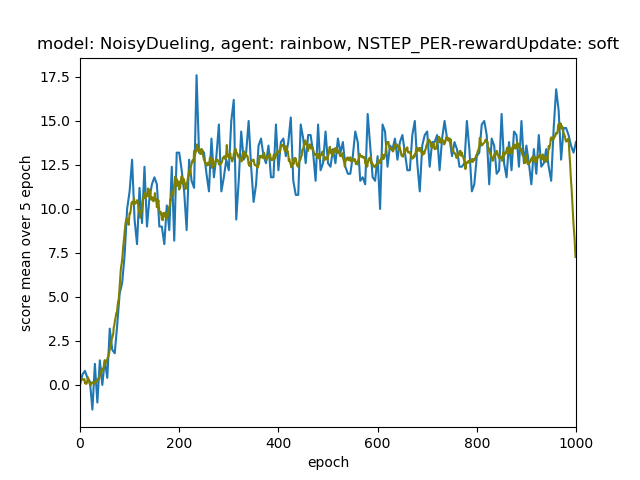 model: NoisyDueling, agent: rainbow, NSTEP_PER-rewardUpdate: soft
17.5
15.0
12.5
10.0
7.5
5.0
2.5
0.0
score mean over 5 epoch
0 200 400 600 800 1000
epoch